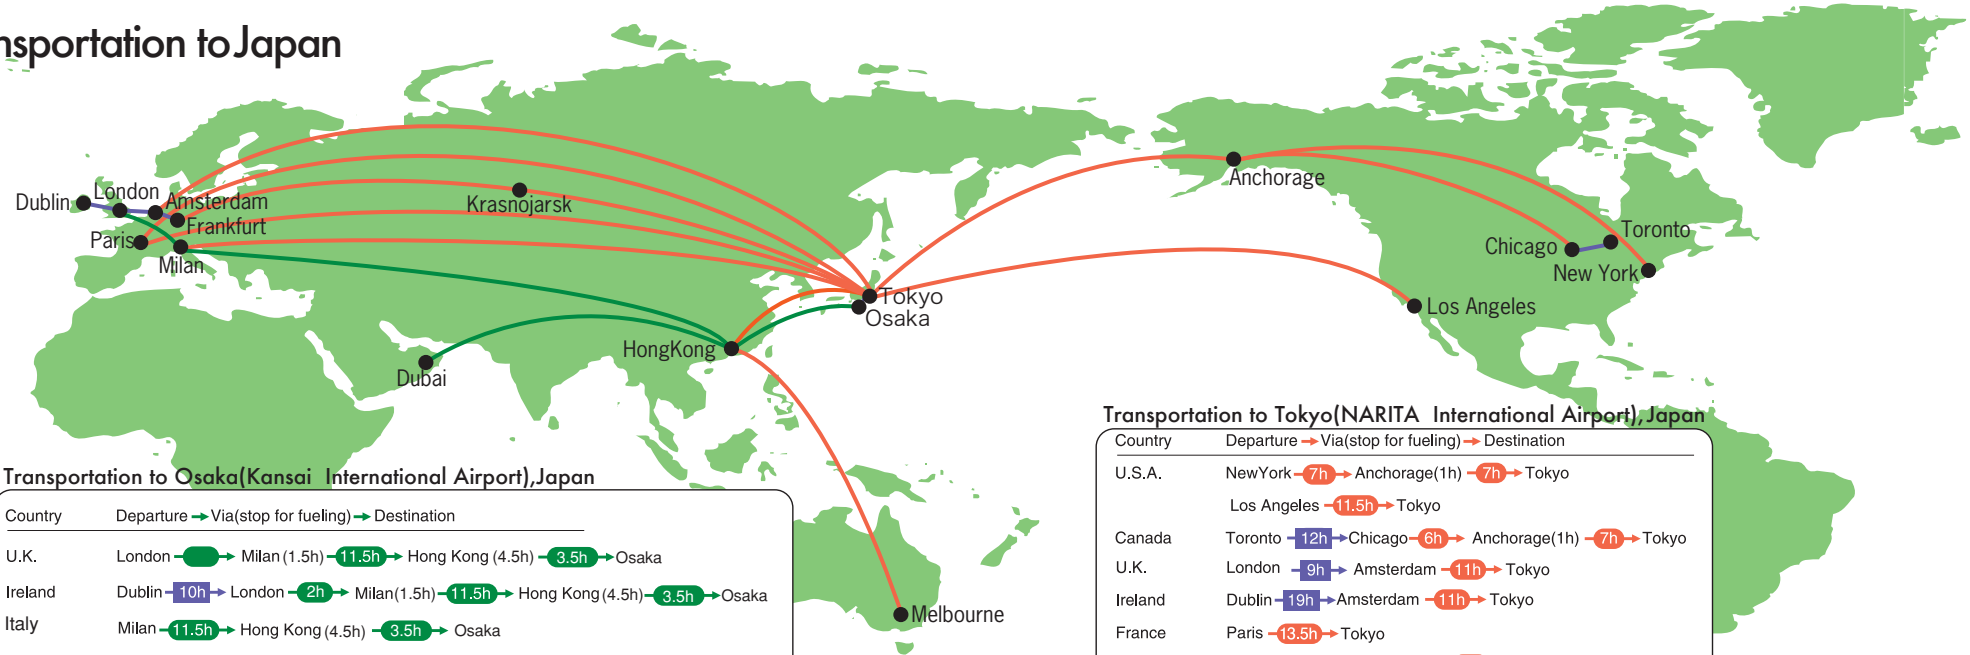 nsportation to Japan
Dublin
London
Amsterdam
Frankfurt
Paris
Milan
Krasnojarsk
Tokyo
Osaka
HongKong
Dubai
Melbourne
Anchorage
Toronto
Chicago
New York
Los Angeles
Transportation to Osaka(Kansai International Airport),Japan
Country Departure Via(stop for fueling) Destination
U.K. London Milan (1.5h) 11.5h Hong Kong (4.5h) 3.5h Osaka
Ireland Dublin 10h London 2h Milan(1.5h) 11.5h Hong Kong(4.5h) 3.5h Osaka
Italy Milan 11.5h Hong Kong (4.5h) 3.5h Osaka
Transportation to Tokyo(NARITA International Airport),Japan
Country Departure Via(stop for fueling) Destination
U.S.A. NewYork 7h Anchorage(1h) 7h Tokyo
Los Angeles 11.5h Tokyo
Canada Toronto 12h Chicago 6h Anchorage(1h) 7h Tokyo
U.K. London 9h Amsterdam 11h Tokyo
Ireland Dublin 19h Amsterdam 11h Tokyo
France Paris 13.5h Tokyo